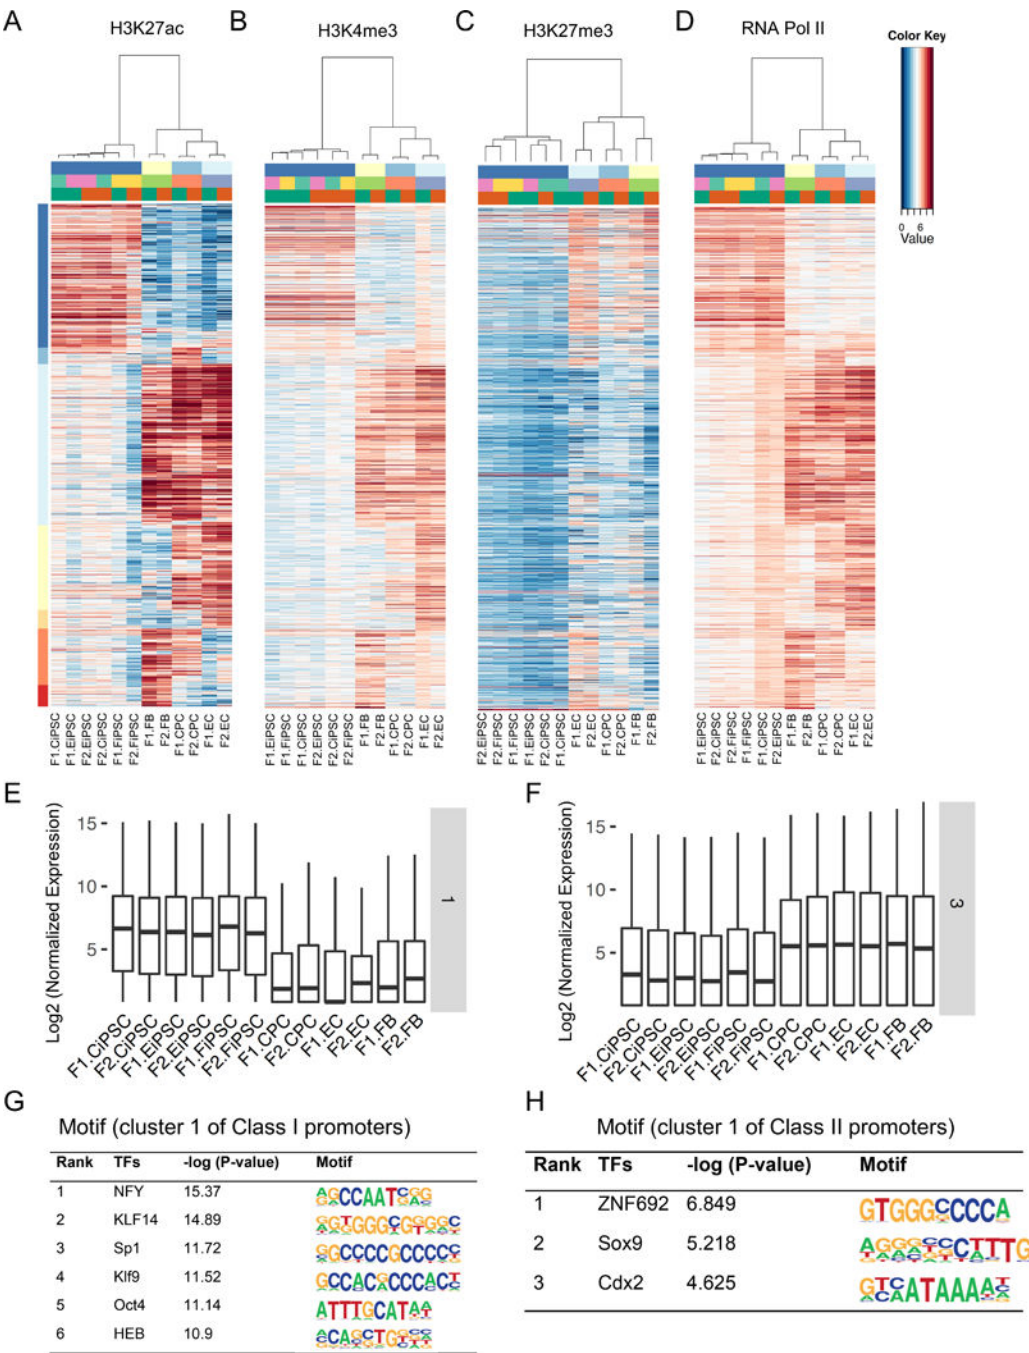 A
B
C
D
H3K27ac
H3K4me3
H3K27me3
RNA Pol II
Color Key
0 6
Value
F1.CiPSC
F1.EiPSC
F2.EiPSC
F2.CiPSC
F1.FiPSC
F2.FiPSC
F1.FB
F2.FB
F1.CPC
F2.CPC
F1.EC
F2.EC
F1.EiPSC
F1.FiPSC
F1.CiPSC
F2.EiPSC
F2.CiPSC
F2.FiPSC
F1.FB
F2.FB
F1.CPC
F2.CPC
F1.EC
F2.EC
F2.EiPSC
F2.FiPSC
F1.FiPSC
F1.EiPSC
F2.CiPSC
F1.CiPSC
F1.EC
F2.EC
F1.CPC
F2.CPC
F1.FB
F2.FB
F1.EiPSC
F1.CiPSC
F2.FiPSC
F1.FiPSC
F2.CiPSC
F2.EiPSC
F1.FB
F2.FB
F1.CPC
F2.CPC
F1.EC
F2.EC
E
Log2 (Normalized Expression)
15
10
5
1
F1.CiPSC
F2.CiPSC
F1.EiPSC
F2.EiPSC
F1.FiPSC
F2.FiPSC
F1.CPC
F2.CPC
F1.EC
F2.EC
F1.FB
F2.FB
F
Log2 (Normalized Expression)
15
10
5
3
F1.CiPSC
F2.CiPSC
F1.EiPSC
F2.EiPSC
F1.FiPSC
F2.FiPSC
F1.CPC
F2.CPC
F1.EC
F2.EC
F1.FB
F2.FB
G
Motif (cluster 1 of Class I promoters)
Rank TFs -log (P-value) Motif
1 NFY 15.37
2 KLF14 14.89
3 Sp1 11.72
4 Klf9 11.52
5 Oct4 11.14
6 HEB 10.9
H
Motif (cluster 1 of Class II promoters)
Rank TFs -log (P-value) Motif
1 ZNF692 6.849
2 Sox9 5.218
3 Cdx2 4.625